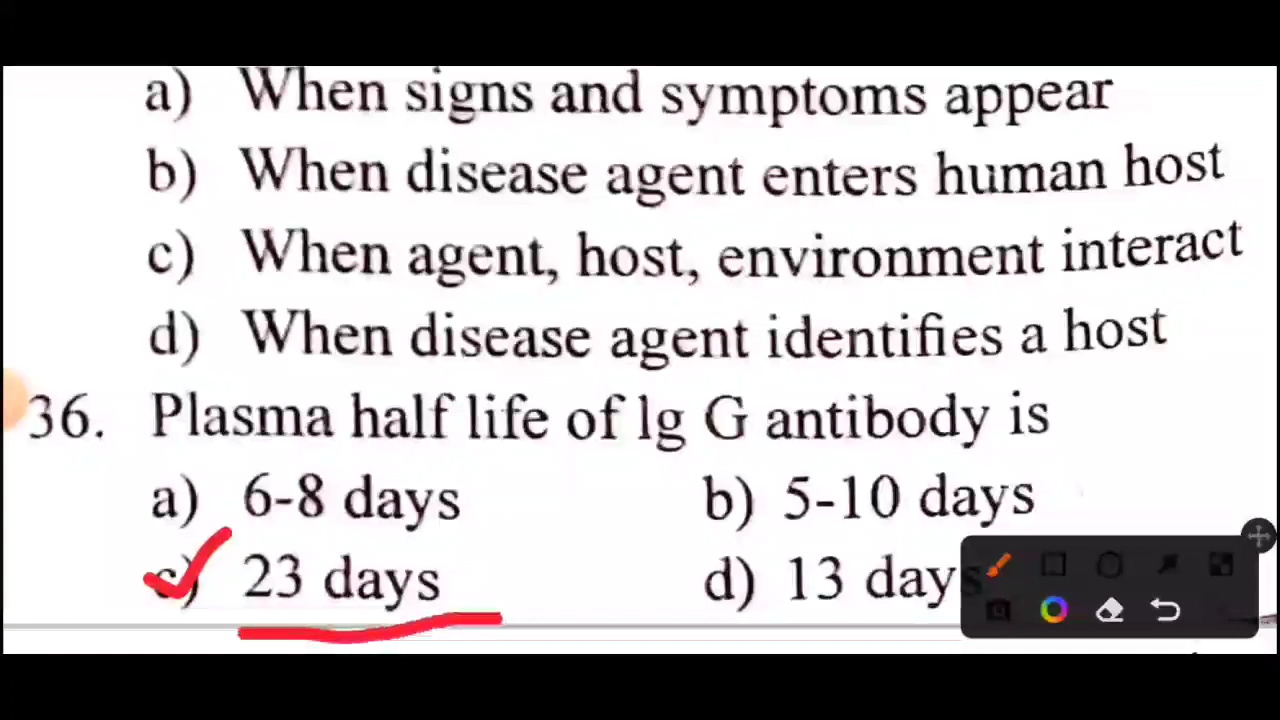 a) When signs and symptoms appear
b) When disease agent enters human host
c) When agent, host, environment interact
d) When disease agent identifies a host
36. Plasma half life of lg G antibody is
a) 6-8 days b) 5-10 days
c) 23 days d) 13 days